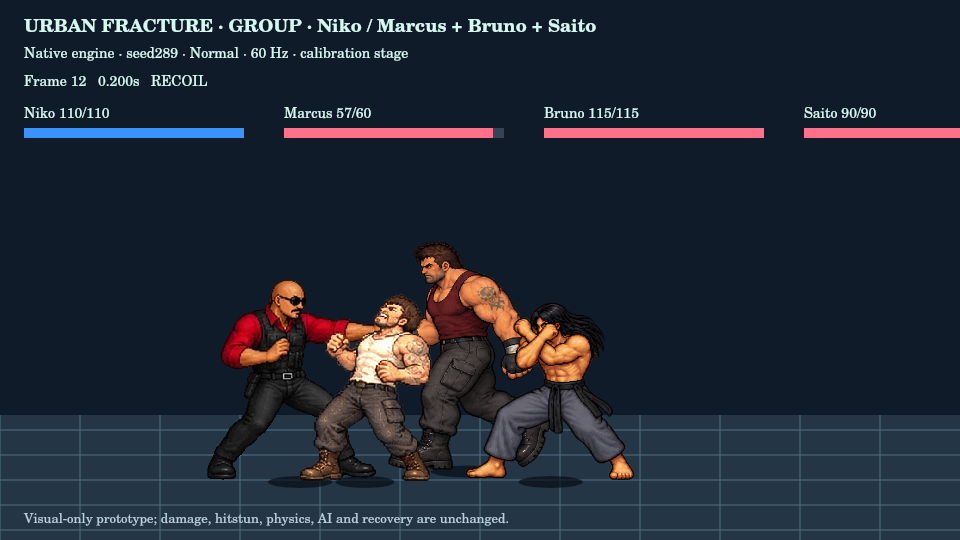 URBAN FRACTURE · GROUP · Niko / Marcus + Bruno + Saito
Native engine · seed289 · Normal · 60 Hz · calibration stage
Frame 12 0.200s RECOIL
Niko 110/110 Marcus 57/60 Bruno 115/115 Saito 90/90
Visual-only prototype; damage, hitstun, physics, AI and recovery are unchanged.